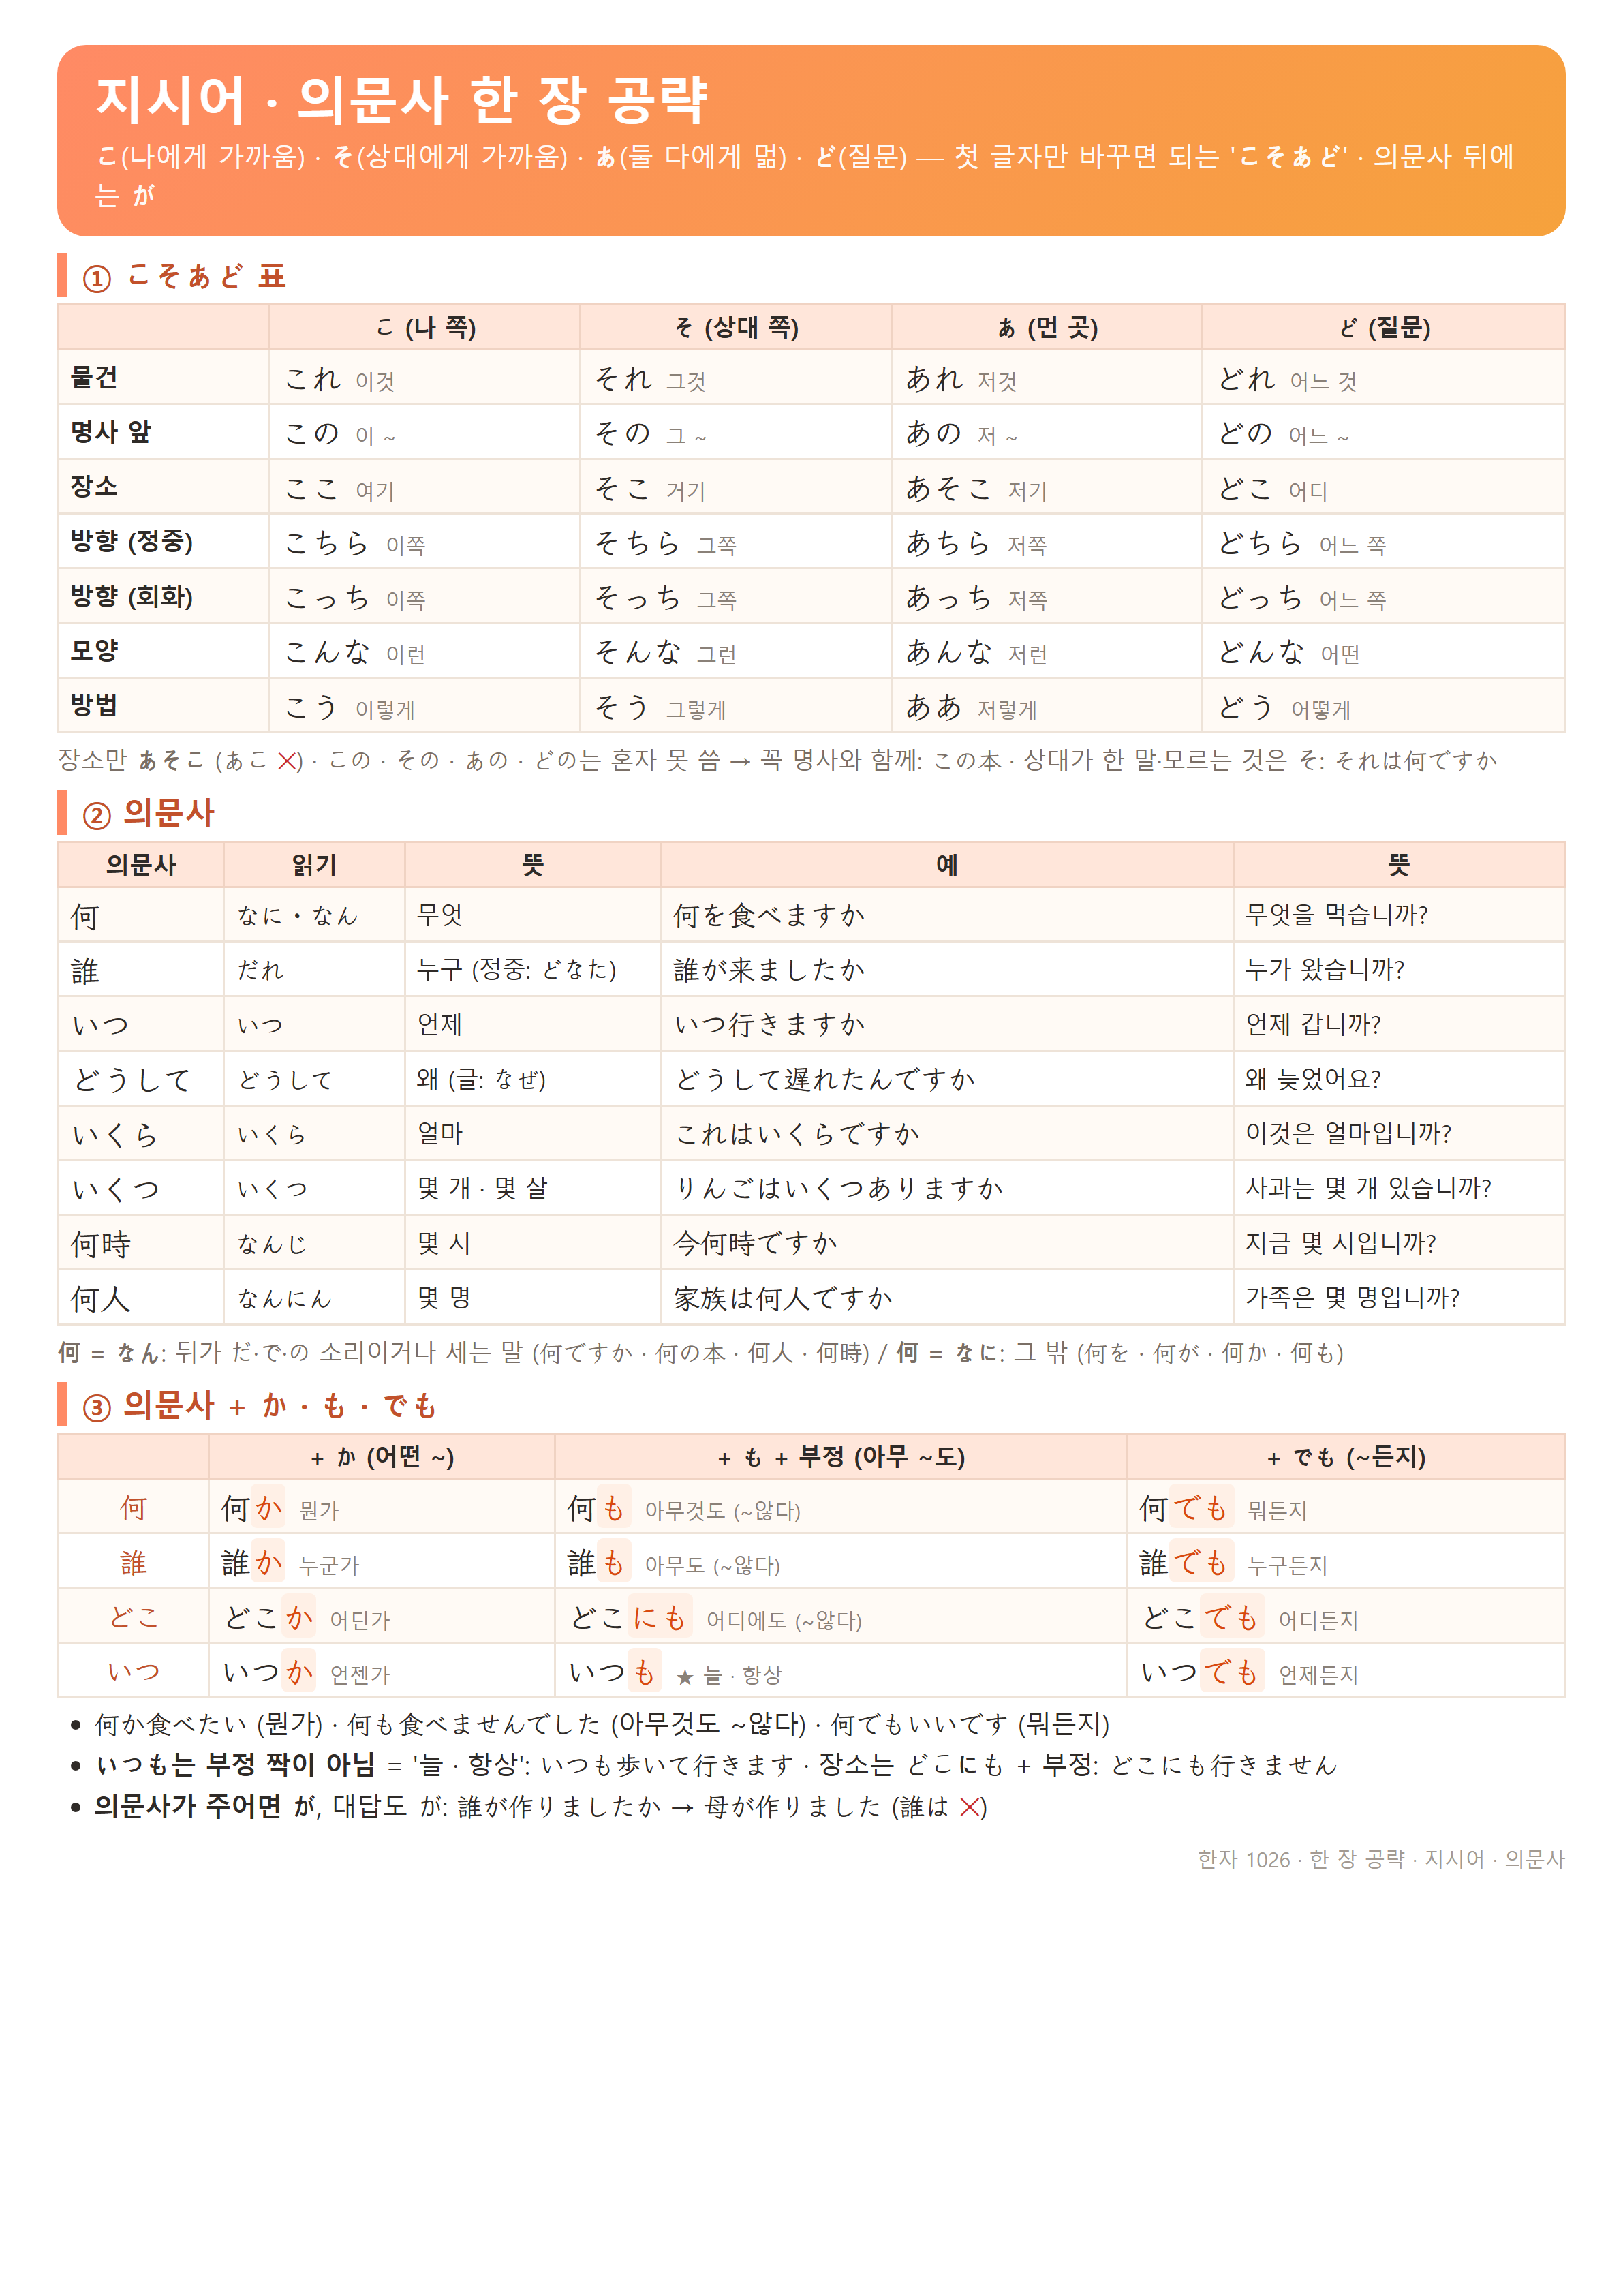 지시어 · 의문사 한 장 공략
こ(나에게 가까움) · そ(상대에게 가까움) · あ(둘 다에게 멂) · ど(질문) — 첫 글자만 바꾸면 되는 'こそあど' · 의문사 뒤에
는 が
① こそあど 표
こ (나 쪽) そ (상대 쪽) あ (먼 곳) ど (질문)
물건 これ 이것 それ 그것 あれ 저것 どれ 어느 것
명사 앞 この 이 ~ その 그 ~ あの 저 ~ どの 어느 ~
장소 ここ 여기 そこ 거기 あそこ 저기 どこ 어디
방향 (정중) こちら 이쪽 そちら 그쪽 あちら 저쪽 どちら 어느 쪽
방향 (회화) こっち 이쪽 そっち 그쪽 あっち 저쪽 どっち 어느 쪽
모양 こんな 이런 そんな 그런 あんな 저런 どんな 어떤
방법 こう 이렇게 そう 그렇게 ああ 저렇게 どう 어떻게
장소만 あそこ (あこ ✕) · この · その · あの · どの는 혼자 못 씀 → 꼭 명사와 함께: この本 · 상대가 한 말·모르는 것은 そ: それは何ですか
② 의문사
의문사 읽기 뜻 예 뜻
何 なに・なん 무엇 何を食べますか 무엇을 먹습니까?
誰 だれ 누구 (정중: どなた) 誰が来ましたか 누가 왔습니까?
いつ いつ 언제 いつ行きますか 언제 갑니까?
どうして どうして 왜 (글: なぜ) どうして遅れたんですか 왜 늦었어요?
いくら いくら 얼마 これはいくらですか 이것은 얼마입니까?
いくつ いくつ 몇 개 · 몇 살 りんごはいくつありますか 사과는 몇 개 있습니까?
何時 なんじ 몇 시 今何時ですか 지금 몇 시입니까?
何人 なんにん 몇 명 家族は何人ですか 가족은 몇 명입니까?
何 = なん: 뒤가 だ·で·の 소리이거나 세는 말 (何ですか · 何の本 · 何人 · 何時) / 何 = なに: 그 밖 (何を · 何が · 何か · 何も)
③ 의문사 + か · も · でも
+ か (어떤 ~) + も + 부정 (아무 ~도) + でも (~든지)
何 何か 뭔가 何も 아무것도 (~않다) 何でも 뭐든지
誰 誰か 누군가 誰も 아무도 (~않다) 誰でも 누구든지
どこ どこか 어딘가 どこにも 어디에도 (~않다) どこでも 어디든지
いつ いつか 언젠가 いつも ★ 늘 · 항상 いつでも 언제든지
● 何か食べたい (뭔가) · 何も食べませんでした (아무것도 ~않다) · 何でもいいです (뭐든지)
● いつも는 부정 짝이 아님 = '늘 · 항상': いつも歩いて行きます · 장소는 どこにも + 부정: どこにも行きません
● 의문사가 주어면 が, 대답도 が: 誰が作りましたか → 母が作りました (誰は ✕)
한자 1026 · 한 장 공략 · 지시어 · 의문사